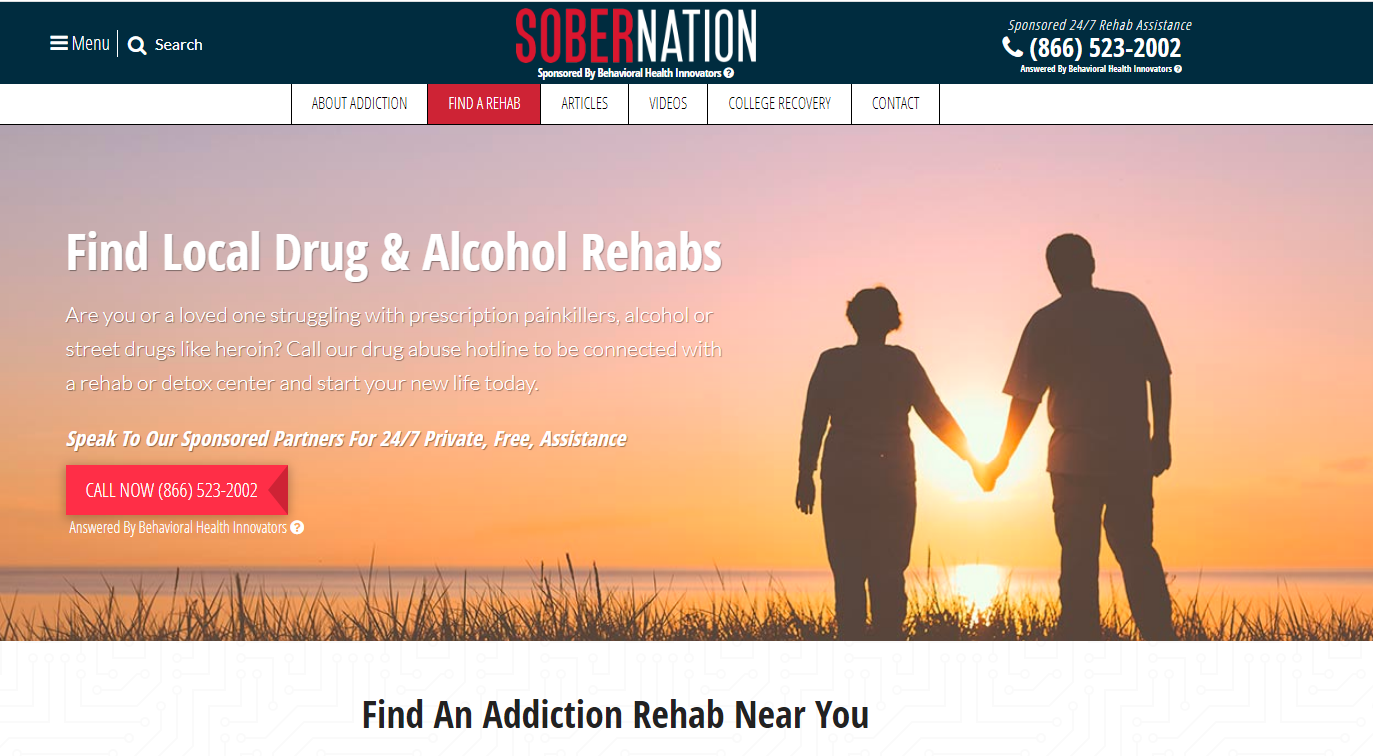 Menu
Search
SOBERNATION
Sponsored By Behavioral Health Innovators ?
Sponsored 24/7 Rehab Assistance
(866) 523-2002
Answered By Behavioral Health Innovators ?
ABOUT ADDICTION
FIND A REHAB
ARTICLES
VIDEOS
COLLEGE RECOVERY
CONTACT
Find Local Drug & Alcohol Rehabs
Are you or a loved one struggling with prescription painkillers, alcohol or
street drugs like heroin? Call our drug abuse hotline to be connected with
a rehab or detox center and start your new life today.
Speak To Our Sponsored Partners For 24/7 Private, Free, Assistance
CALL NOW (866) 523-2002
Answered By Behavioral Health Innovators ?
Find An Addiction Rehab Near You